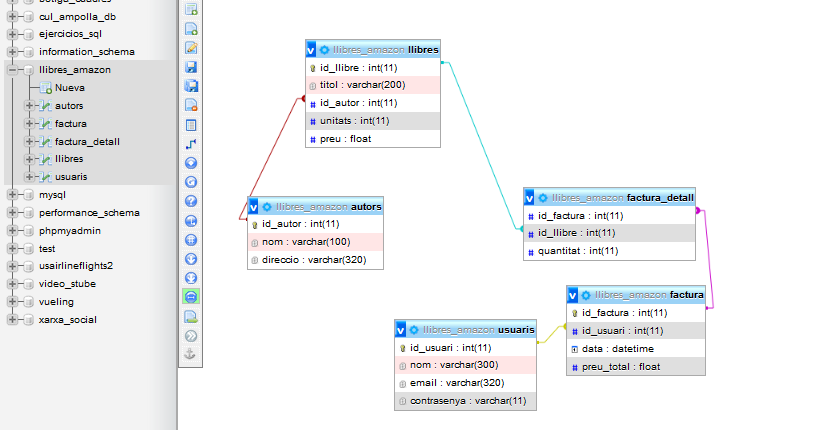 botiga_cadires
cul_ampolla_db
ejercicios_sql
information_schema
llibres_amazon
Nueva
autors
factura
factura_detall
llibres
usuaris
mysql
performance_schema
phpmyadmin
test
usairlineflights2
video_stube
vueling
xarxa_social
v llibres_amazon llibres
id_llibre : int(11)
titol : varchar(200)
# id_autor : int(11)
# unitats : int(11)
# preu : float
v llibres_amazon autors
id_autor : int(11)
nom : varchar(100)
direccio : varchar(320)
v llibres_amazon factura_detall
# id_factura : int(11)
# id_llibre : int(11)
# quantitat : int(11)
v llibres_amazon factura
id_factura : int(11)
# id_usuari : int(11)
data : datetime
# preu_total : float
v llibres_amazon usuaris
id_usuari : int(11)
nom : varchar(300)
email : varchar(320)
contrasenya : varchar(11)